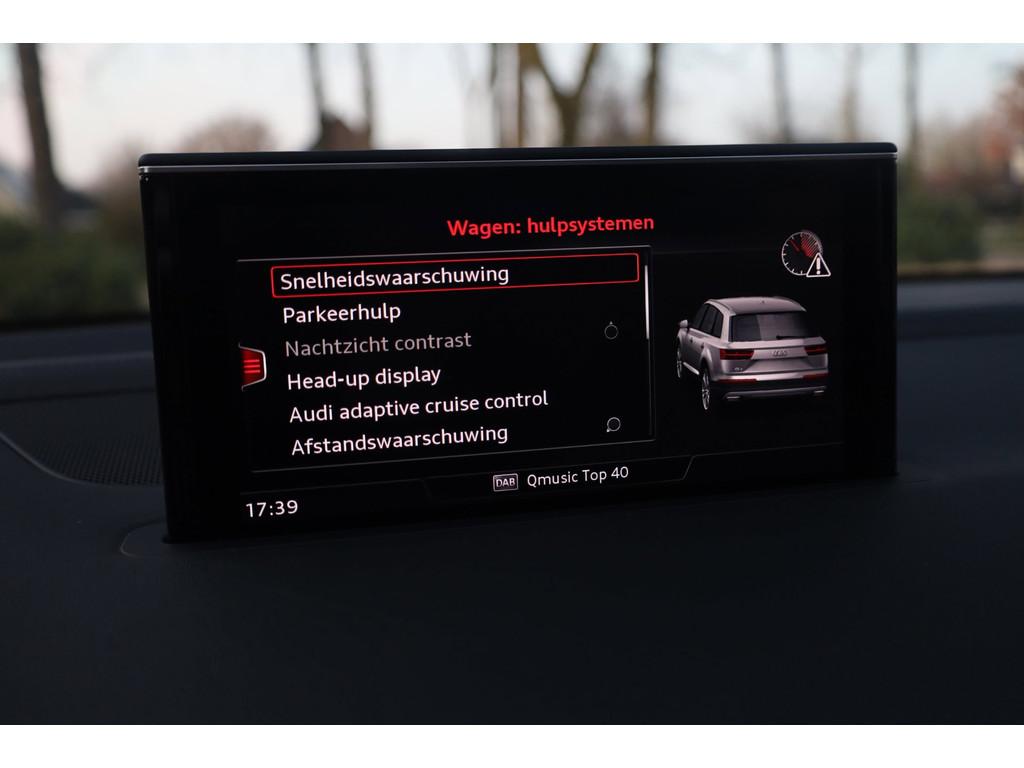 Wagen: hulpsystemen
Snelheidswaarschuwing
Parkeerhulp
Nachtzicht contrast
Head-up display
Audi adaptive cruise control
Afstandswaarschuwing
DAB Qmusic Top 40
17:39